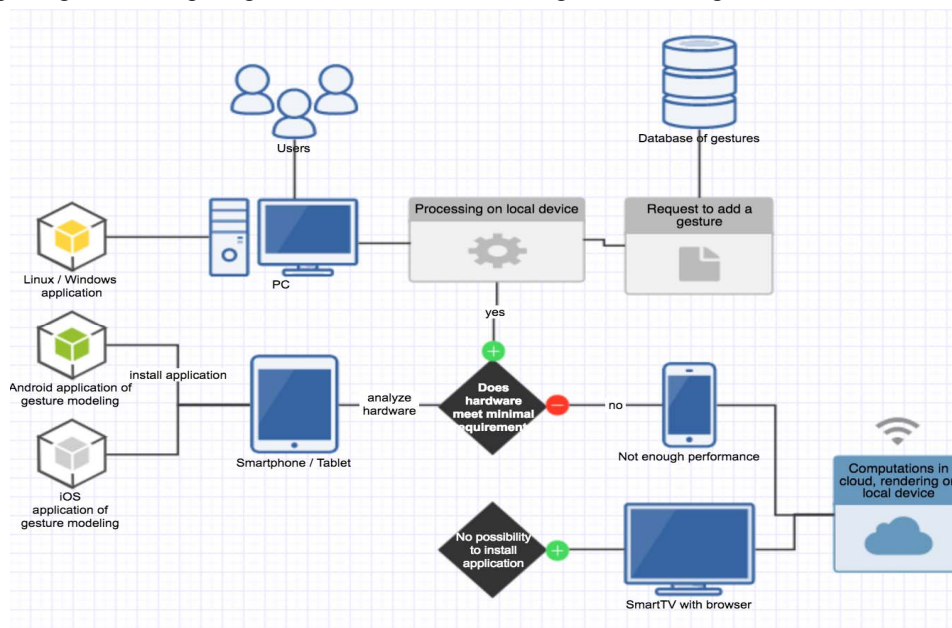 Database of gestures
Users
Processing on local device
Request to add a
gesture
Linux / Windows
application
PC
yes
Android application of
gesture modeling
install application
analyze
hardware
Does
hardware
meet minimal
requirement
no
Smartphone / Tablet
Not enough performance
iOS
application of
gesture modeling
Computations in
cloud, rendering on
local device
No possibility
to install
application
SmartTV with browser